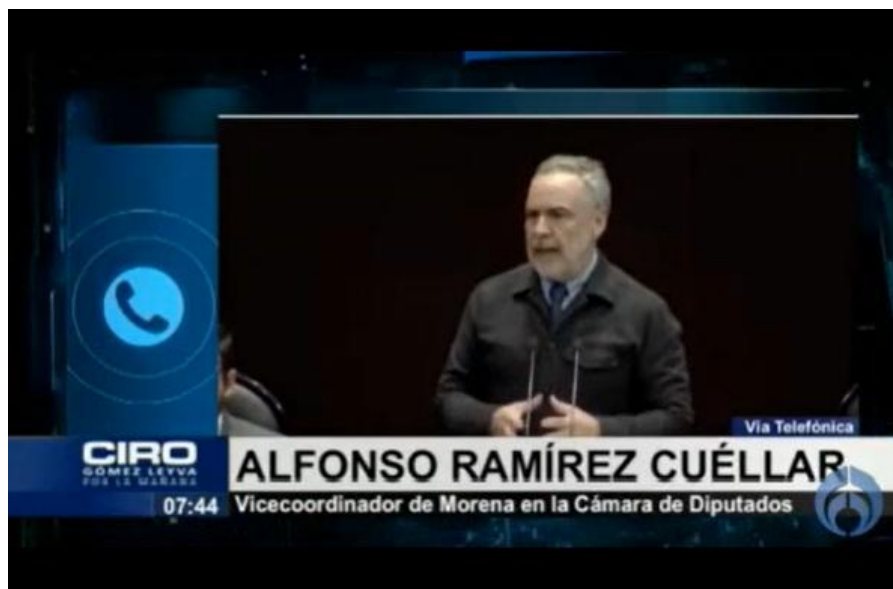 Via Telefónica
CIRO
GÓMEZ LEYVA
POR LA MAÑANA
ALFONSO RAMÍREZ CUÉLLAR
07:44
Vicecoordinador de Morena en la Cámara de Diputados